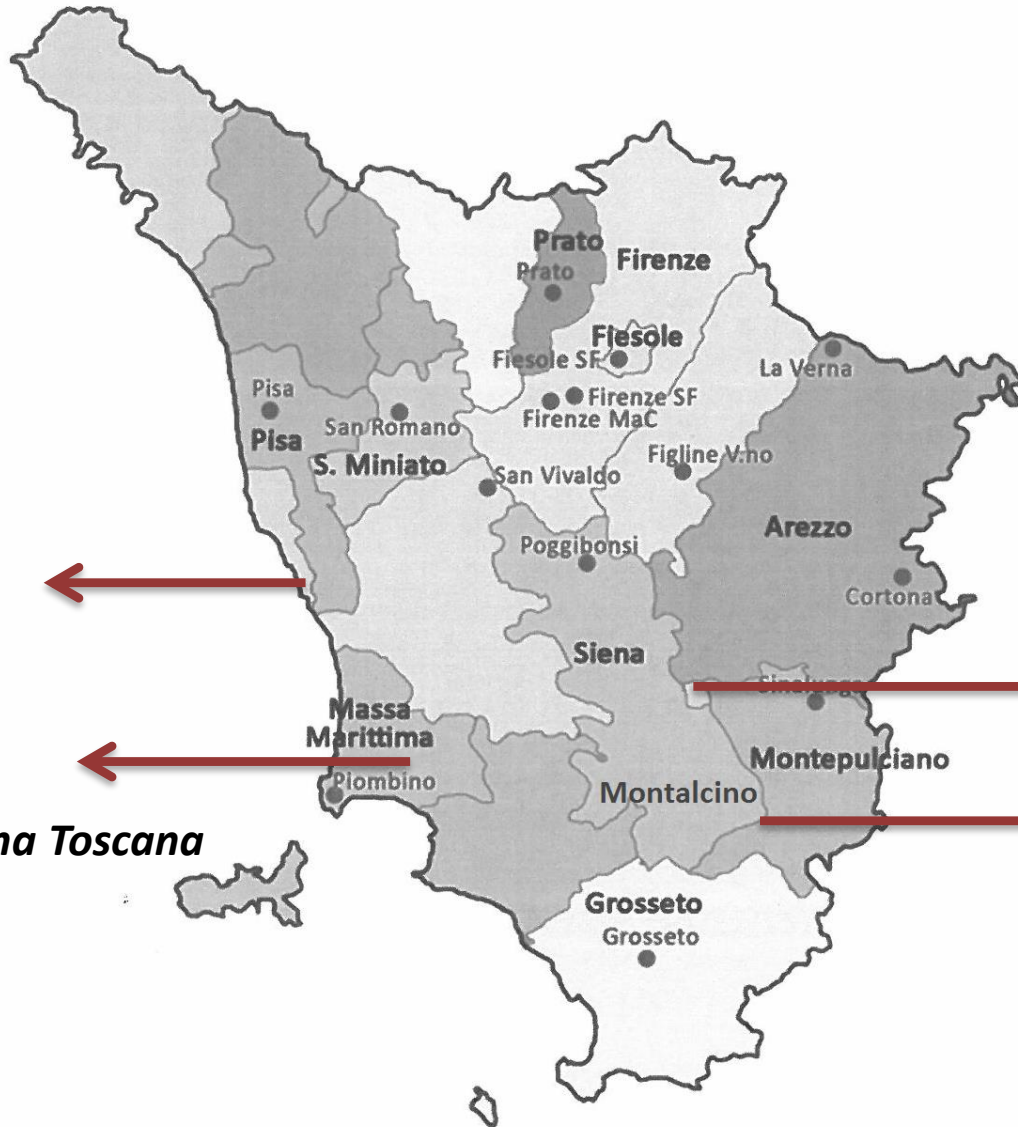 Prato
Prato
Firenze
Fiesole
Fiesole SF
La Verna
Pisa
Firenze SF
Firenze MaC
San Romano
Pisa
S. Miniato
Figline V.no
San Vivaldo
Arezzo
Poggibonsi
Cortona
Siena
Sinalunga
Massa
Marittima
Montepulciano
Piombino
Montalcino
na Toscana
Grosseto
Grosseto